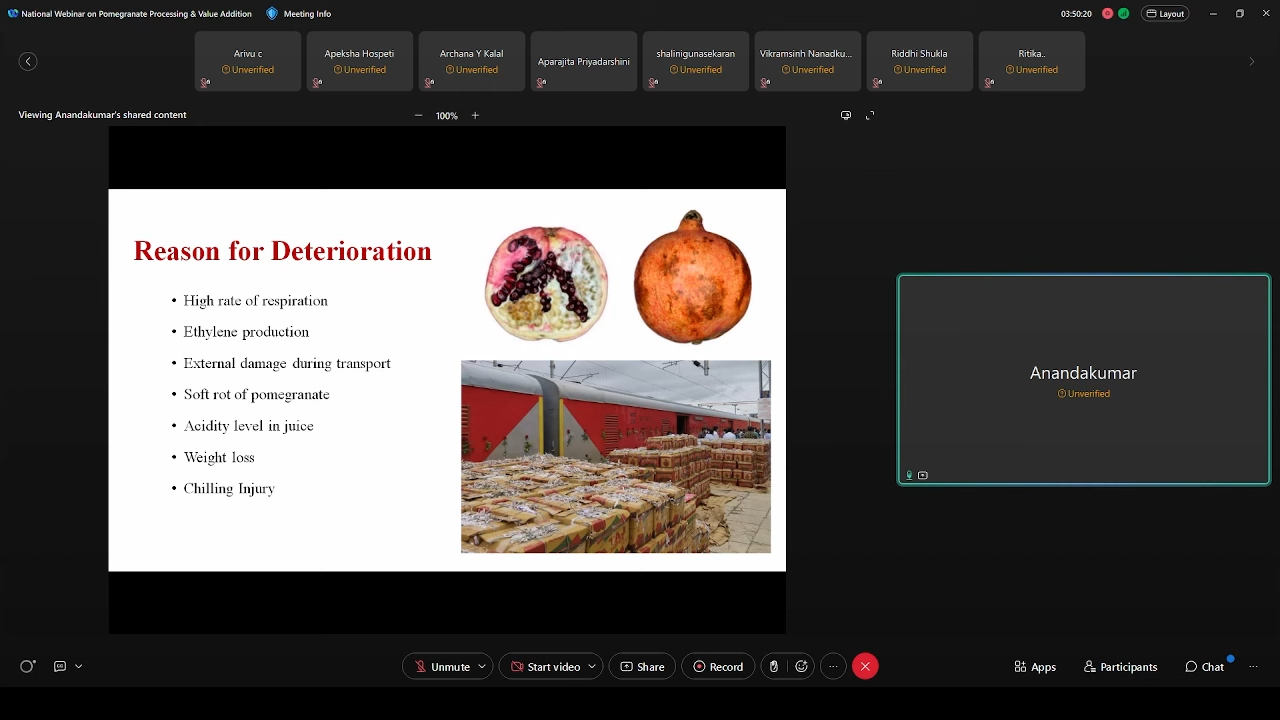 National Webinar on Pomegranate Processing & Value Addition
Meeting Info
03:50:20
Layout
Arivu c
Unverified
Apeksha Hospeti
Unverified
Archana Y Kalal
Unverified
Aparajita Priyadarshini
shalinigunasekaran
Unverified
Vikramsinh Nanadku...
Unverified
Riddhi Shukla
Unverified
Ritika..
Unverified
Viewing Anandakumar's shared content
100%
Reason for Deterioration
• High rate of respiration
• Ethylene production
• External damage during transport
• Soft rot of pomegranate
• Acidity level in juice
• Weight loss
• Chilling Injury
Anandakumar
Unverified
Unmute
Start video
Share
Record
Apps
Participants
Chat